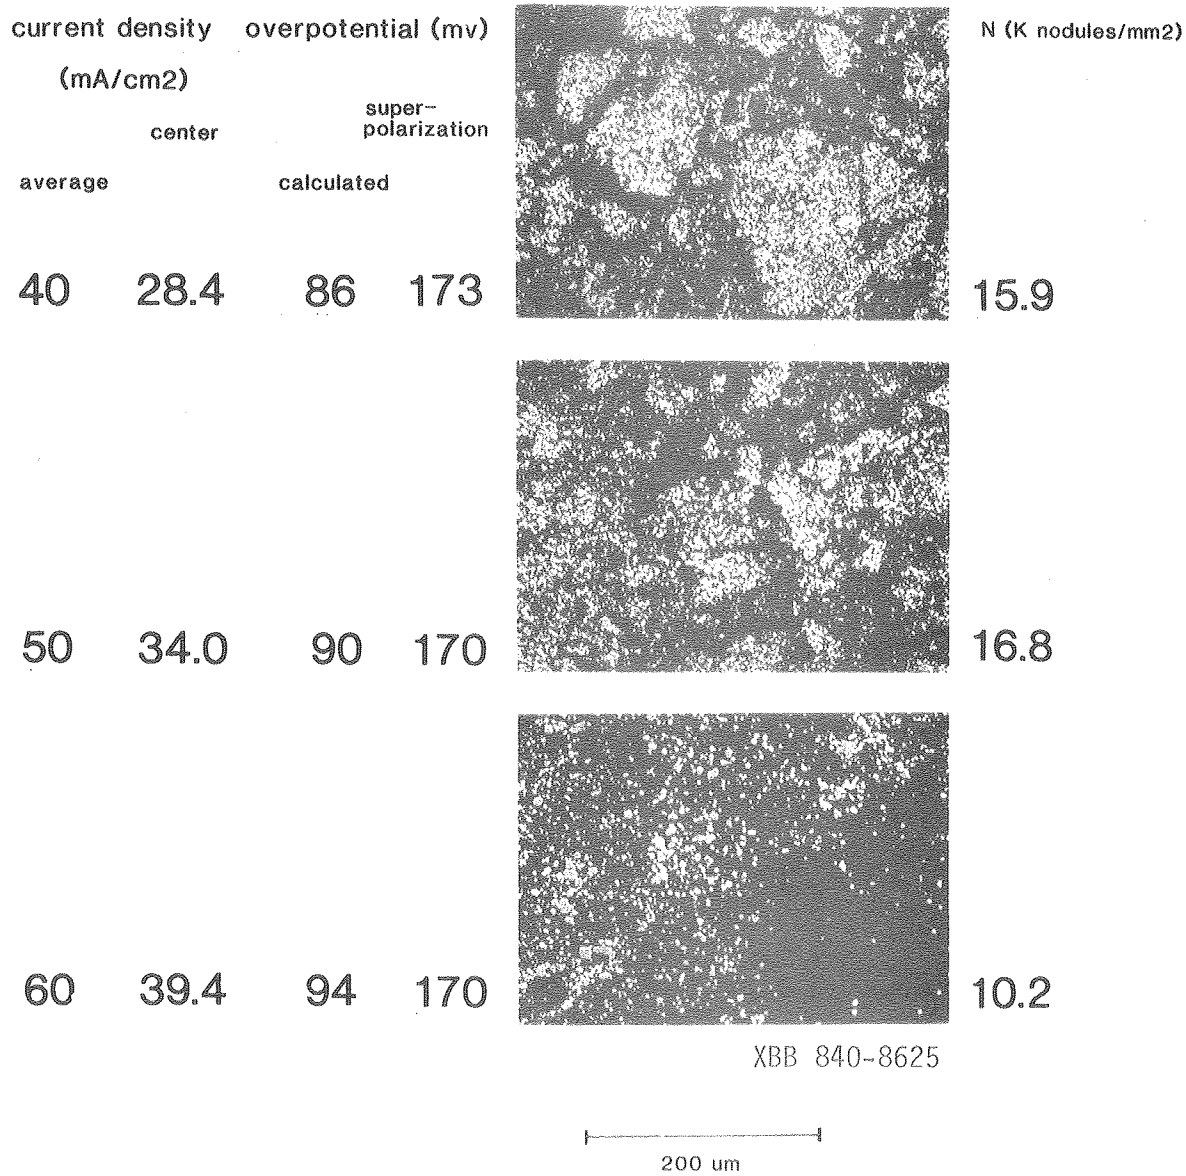 current density overpotential (mv) N (K nodules/mm2)
(mA/cm2)
super-
center polarization
average calculated
40 28.4 86 173 15.9
50 34.0 90 170 16.8
60 39.4 94 170 10.2
XBB 840-8625
200 um